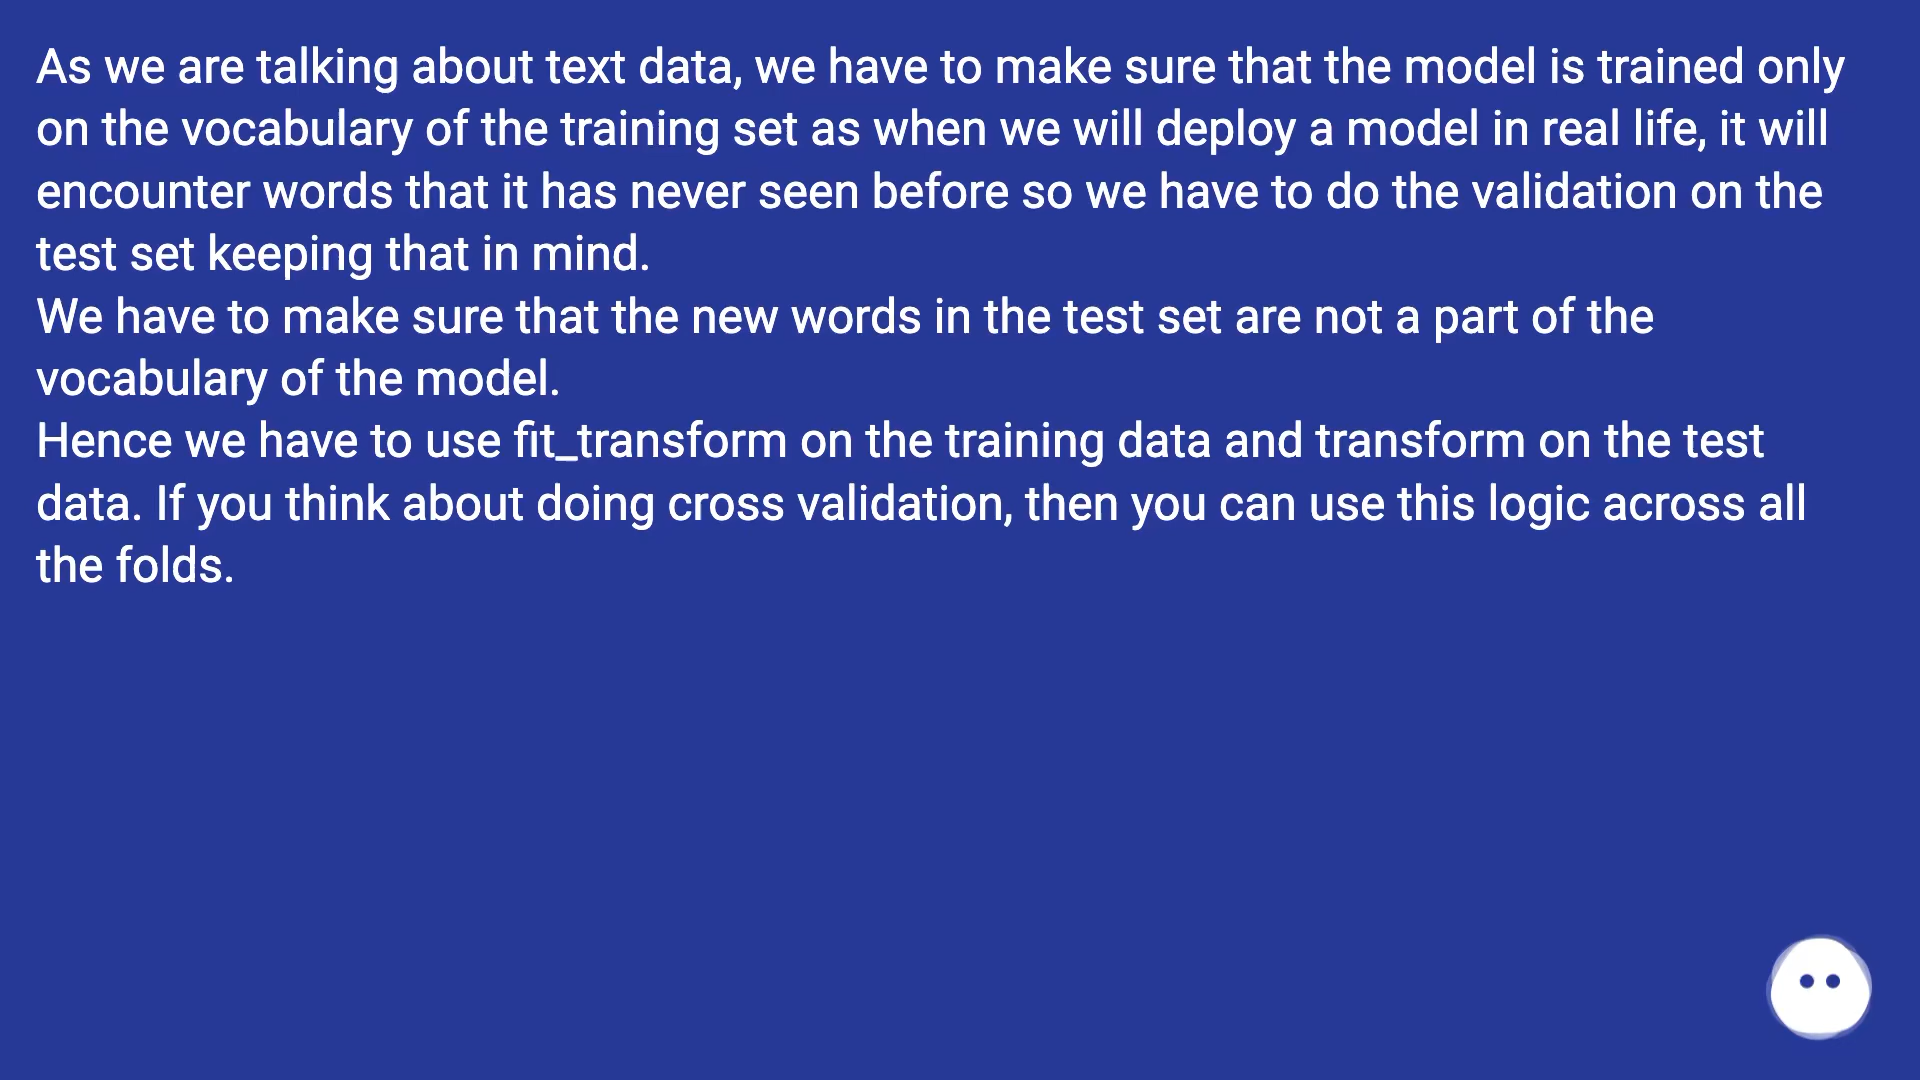 As we are talking about text data, we have to make sure that the model is trained only
on the vocabulary of the training set as when we will deploy a model in real life, it will
encounter words that it has never seen before so we have to do the validation on the
test set keeping that in mind.
We have to make sure that the new words in the test set are not a part of the
vocabulary of the model.
Hence we have to use fit_transform on the training data and transform on the test
data. If you think about doing cross validation, then you can use this logic across all
the folds.